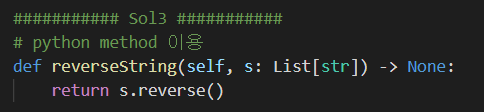 ########### Sol3 ###########
# python method 이용
def reverseString(self, s: List[str]) -> None:
    return s.reverse()